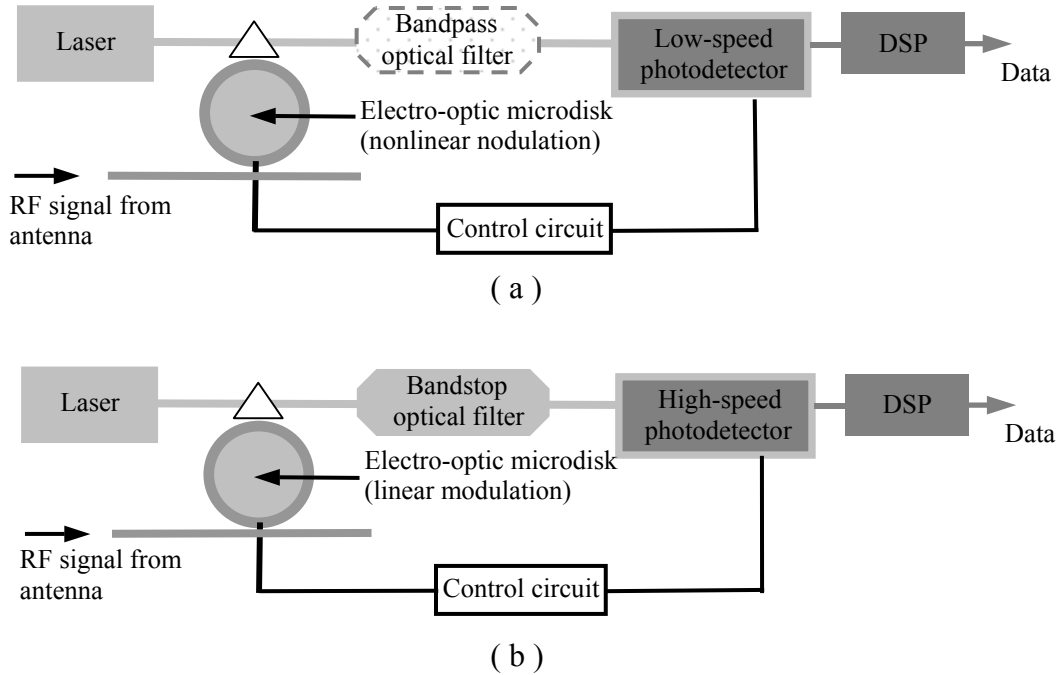 Laser
Bandpass
optical filter
Low-speed
photodetector
DSP
Data
Electro-optic microdisk
(nonlinear nodulation)
RF signal from
antenna
Control circuit
( a )
Laser
Bandstop
optical filter
High-speed
photodetector
DSP
Data
Electro-optic microdisk
(linear modulation)
RF signal from
antenna
Control circuit
( b )